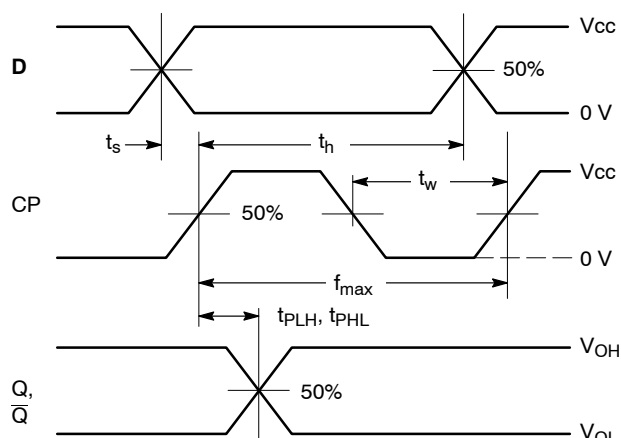 Vcc
D
50%
0 V
ts
th
Vcc
tw
CP
50%
0 V
fmax
tPLH, tPHL
VOH
Q,
Q̅
50%
VOL